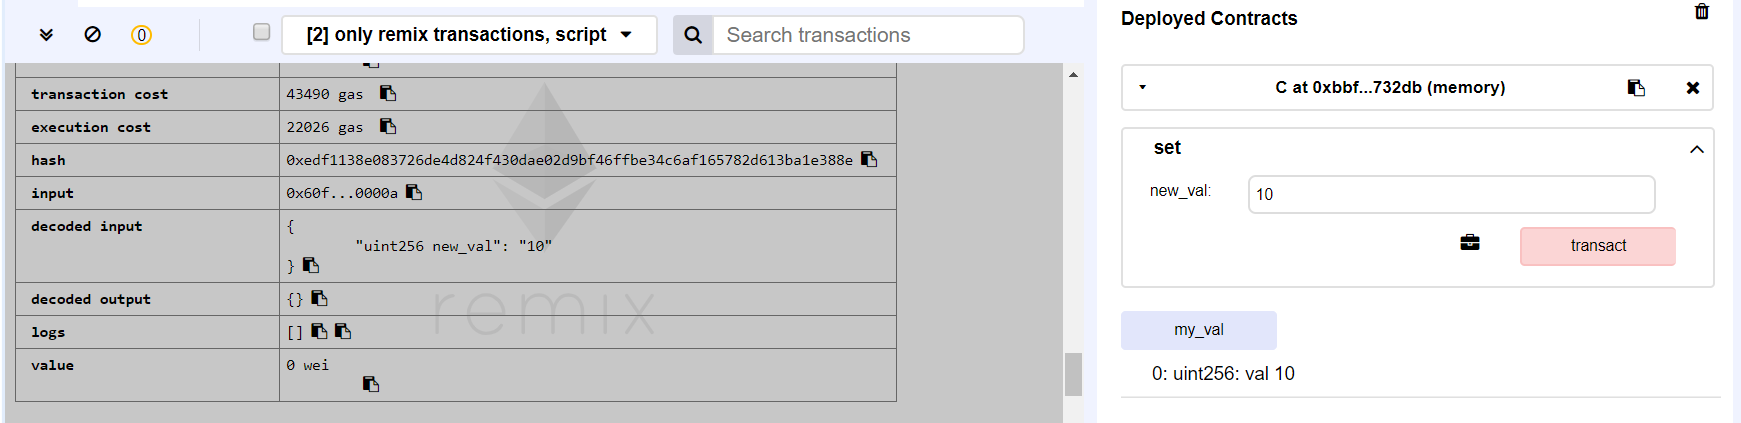 0
[2] only remix transactions, script
Search transactions
transaction cost 43490 gas
execution cost 22026 gas
hash 0xedf1138e083726de4d824f430dae02d9bf46ffbe34c6af165782d613ba1e388e
input 0x60f...0000a
decoded input {
"uint256 new_val": "10"
}
decoded output {}
logs []
value 0 wei
remix
Deployed Contracts
C at 0xbbf...732db (memory)
set
new_val: 10
transact
my_val
0: uint256: val 10